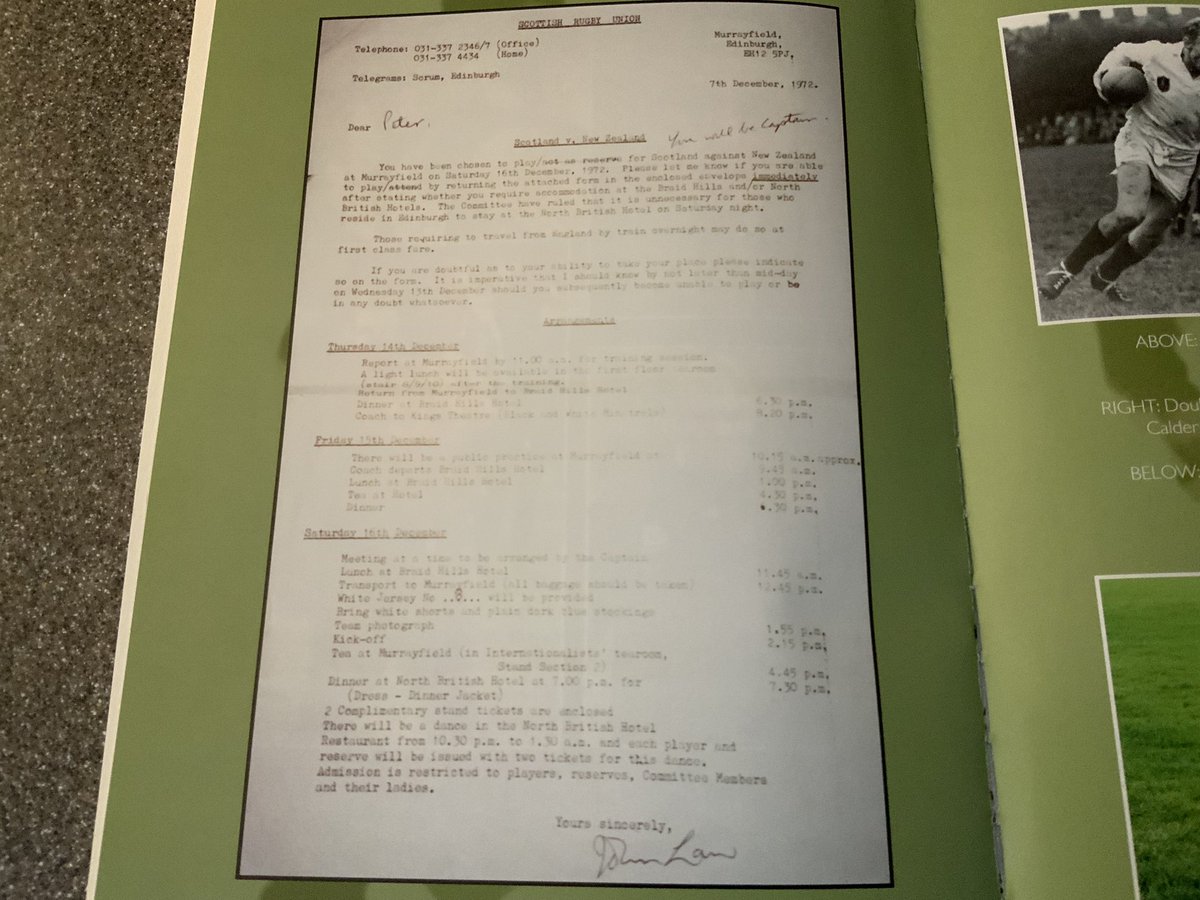 SCOTTISH RUGBY UNION
Telephone: 031-337 2346/7 (Office)
031-337 4434 (Home)
Telegrams: Scrum, Edinburgh
Murrayfield,
Edinburgh,
EH12 5PJ.
7th December, 1972.
Dear Peter.
Scotland v. New Zealand
You will be Captain.
You have been chosen to play/act as reserve for Scotland against New Zealand
at Murrayfield on Saturday 16th December, 1972. Please let me know if you are able
to play/attend by returning the attached form in the enclosed envelope immediately
after stating whether you require accommodation at the Braid Hills and/or North
British Hotels. The Committee have ruled that it is unnecessary for those who
reside in Edinburgh to stay at the North British Hotel on Saturday night.
Those requiring to travel from England by train overnight may do so at
first class fare.
If you are doubtful as to your ability to take your place please indicate
so on the form. It is imperative that I should know by not later than mid-day
on Wednesday 13th December should you subsequently become unable to play or be
in any doubt whatsoever.
Arrangements
Thursday 14th December
Report at Murrayfield by 11.00 a.m. for training session.
A light lunch will be available in the first floor tearoom
(stair 8/9/10) after the training.
Return from Murrayfield to Braid Hills Hotel
Dinner at Braid Hills Hotel 6.30 p.m.
Coach to Kings Theatre (Black and White Minstrels) 8.20 p.m.
Friday 15th December
There will be a public practice at Murrayfield at 10.15 a.m. approx.
Coach departs Braid Hills Hotel 9.45 a.m.
Lunch at Braid Hills Hotel 1.00 p.m.
Tea at Hotel 4.30 p.m.
Dinner .30 p.m.
Saturday 16th December
Meeting at a time to be arranged by the Captain
Lunch at Braid Hills Hotel 11.45 a.m.
Transport to Murrayfield (all baggage should be taken) 12.45 p.m.
White Jersey No ..8... will be provided
Bring white shorts and plain dark blue stockings
Team photograph 1.55 p.m.
Kick-off 2.15 p.m.
Tea at Murrayfield (in Internationalists' tearoom,
Stand Section 2) 4.45 p.m.
Dinner at North British Hotel at 7.00 p.m. for 7.30 p.m.
(Dress - Dinner Jacket)
2 Complimentary stand tickets are enclosed
There will be a dance in the North British Hotel
Restaurant from 10.30 p.m. to 1.30 a.m. and each player and
reserve will be issued with two tickets for this dance.
Admission is restricted to players, reserves, Committee Members
and their ladies.
Yours sincerely,
John Law
ABOVE:
RIGHT: Dou
Calder
BELOW: